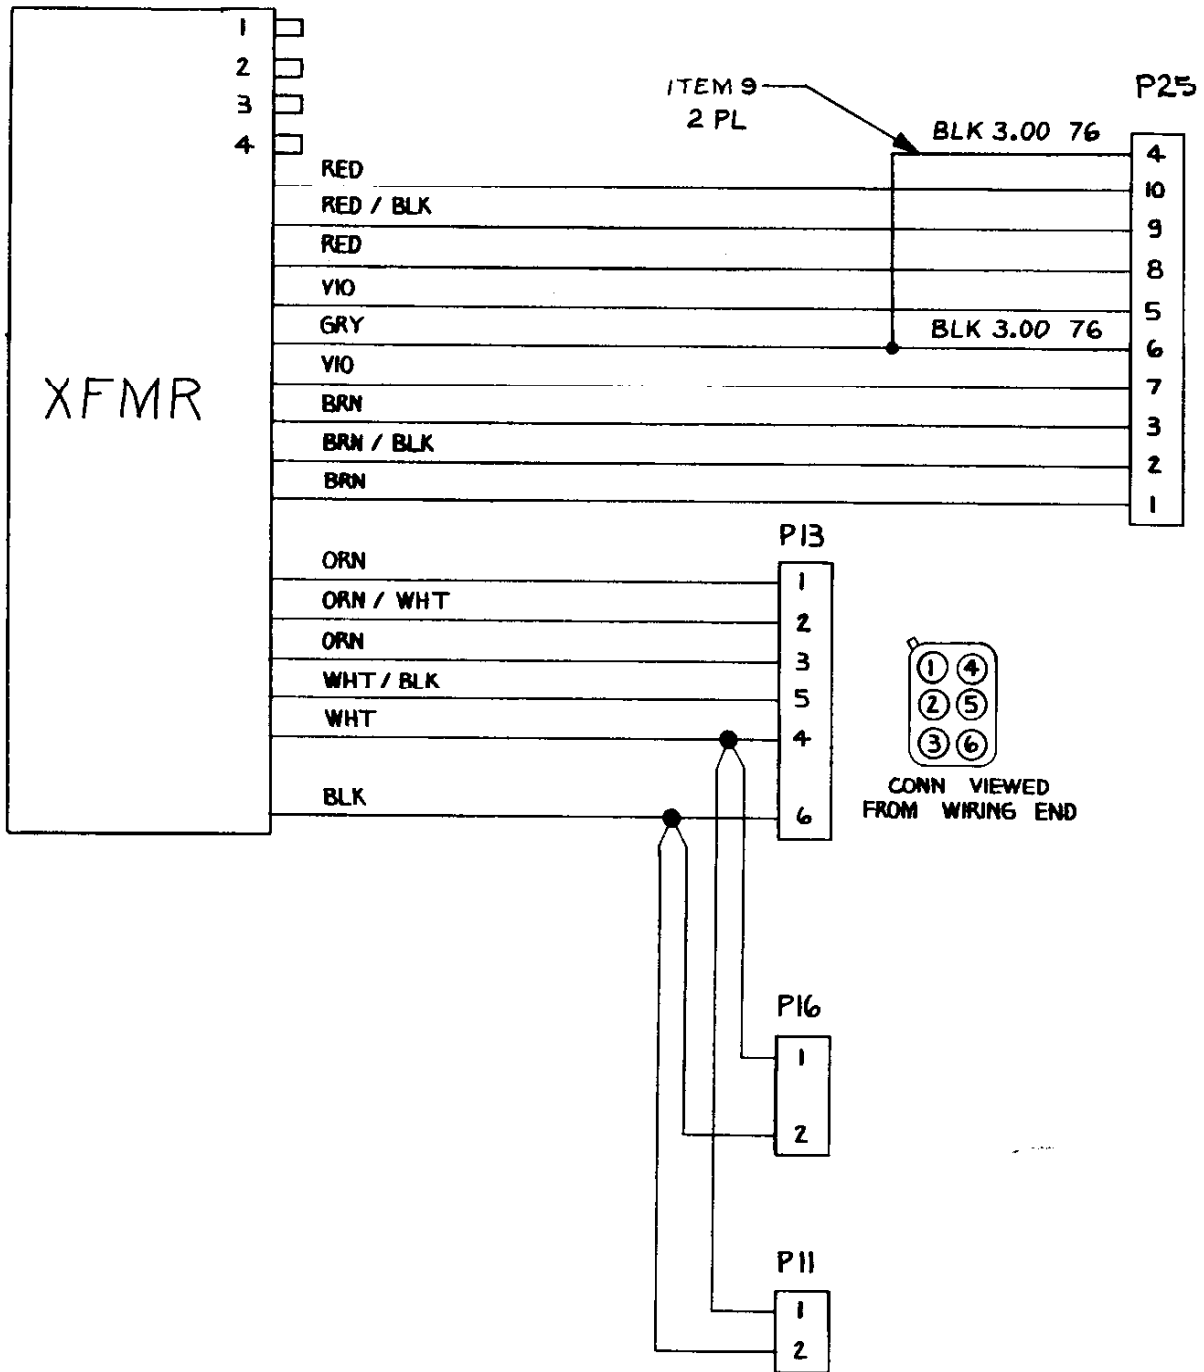 1
2
3
4
XFMR
ITEM 9
2 PL
P25
BLK 3.00 76
4
RED
10
RED / BLK
9
RED
8
VIO
5
GRY
BLK 3.00 76
6
VIO
7
BRN
3
BRN / BLK
2
BRN
1
P13
ORN
1
ORN / WHT
2
ORN
3
WHT / BLK
5
WHT
4
BLK
6
1 4
2 5
3 6
CONN VIEWED
FROM WIRING END
P16
1
2
P11
1
2